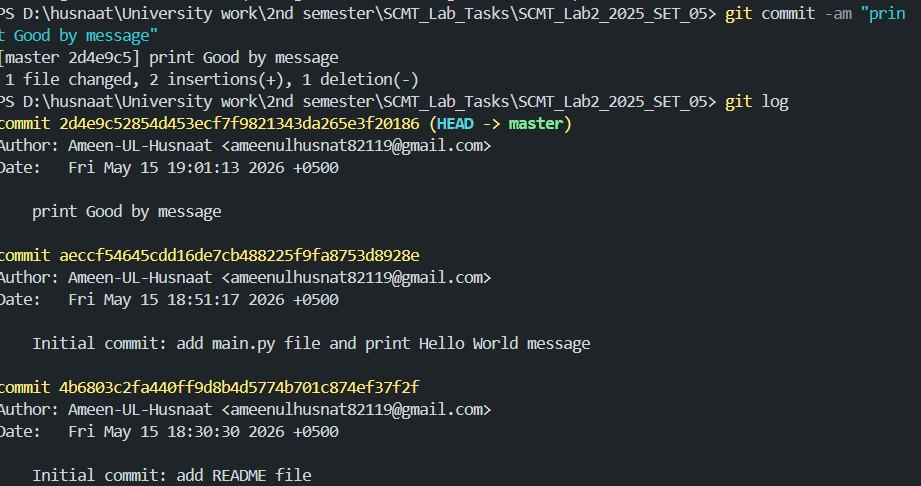 PS D:\husnaat\University work\2nd semester\SCMT_Lab_Tasks\SCMT_Lab2_2025_SET_05> git commit -am "prin
t Good by message"
[master 2d4e9c5] print Good by message
 1 file changed, 2 insertions(+), 1 deletion(-)
PS D:\husnaat\University work\2nd semester\SCMT_Lab_Tasks\SCMT_Lab2_2025_SET_05> git log
commit 2d4e9c52854d453ecf7f9821343da265e3f20186 (HEAD -> master)
Author: Ameen-UL-Husnaat <ameenulhusnat82119@gmail.com>
Date:   Fri May 15 19:01:13 2026 +0500
    print Good by message
commit aeccf54645cdd16de7cb488225f9fa8753d8928e
Author: Ameen-UL-Husnaat <ameenulhusnat82119@gmail.com>
Date:   Fri May 15 18:51:17 2026 +0500
    Initial commit: add main.py file and print Hello World message
commit 4b6803c2fa440ff9d8b4d5774b701c874ef37f2f
Author: Ameen-UL-Husnaat <ameenulhusnat82119@gmail.com>
Date:   Fri May 15 18:30:30 2026 +0500
    Initial commit: add README file